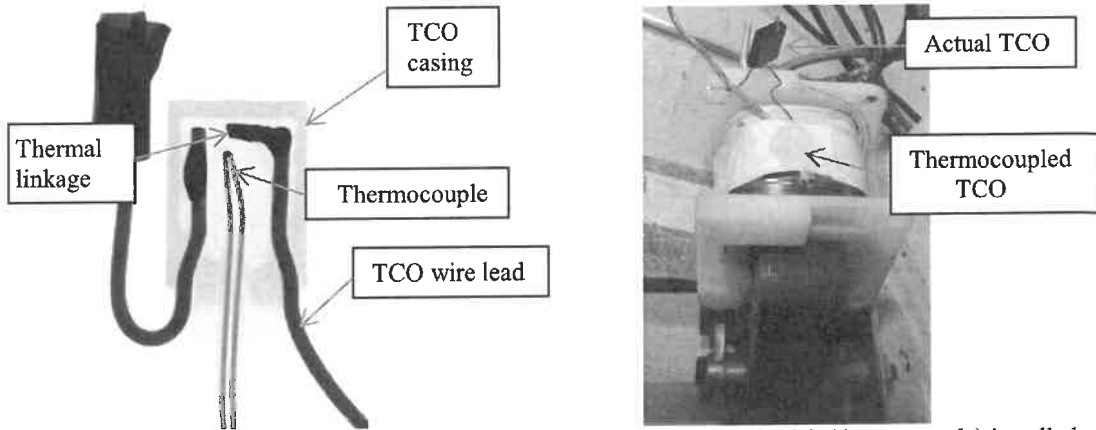 TCO
casing
Thermal
linkage
Thermocouple
TCO wire lead
Actual TCO
Thermocoupled
TCO